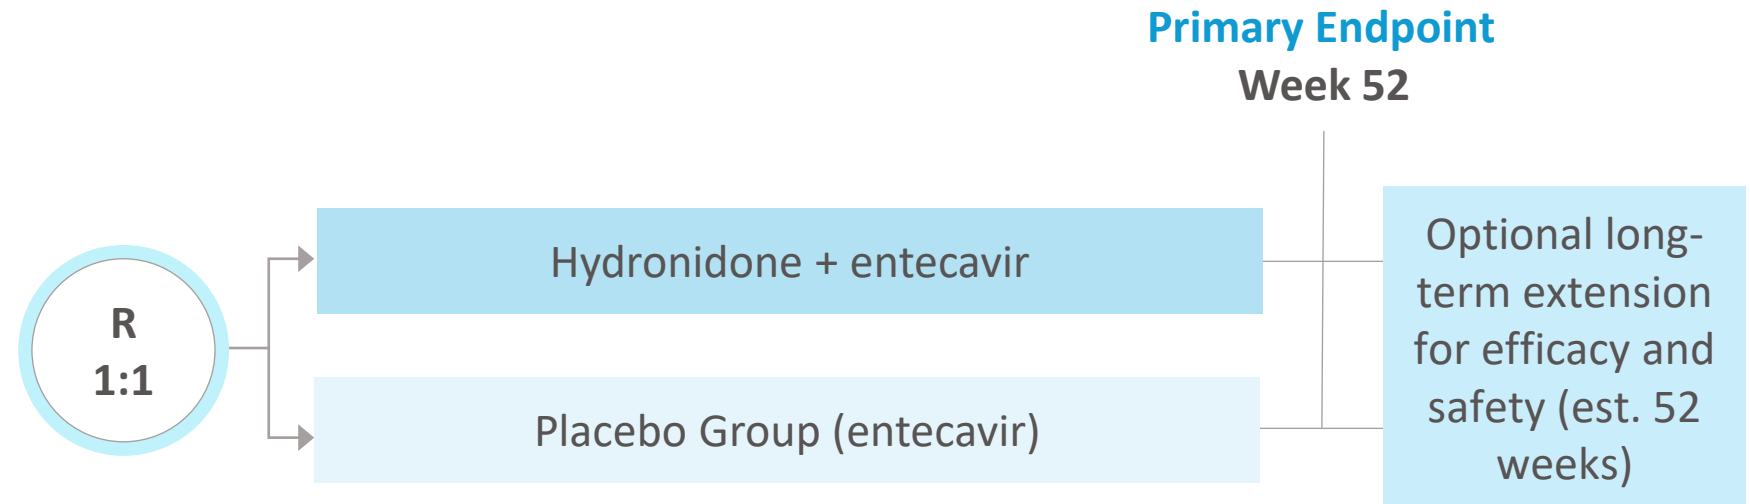 Primary Endpoint
Week 52
R
1:1
Hydronidone + entecavir
Placebo Group (entecavir)
Optional long-
term extension
for efficacy and
safety (est. 52
weeks)